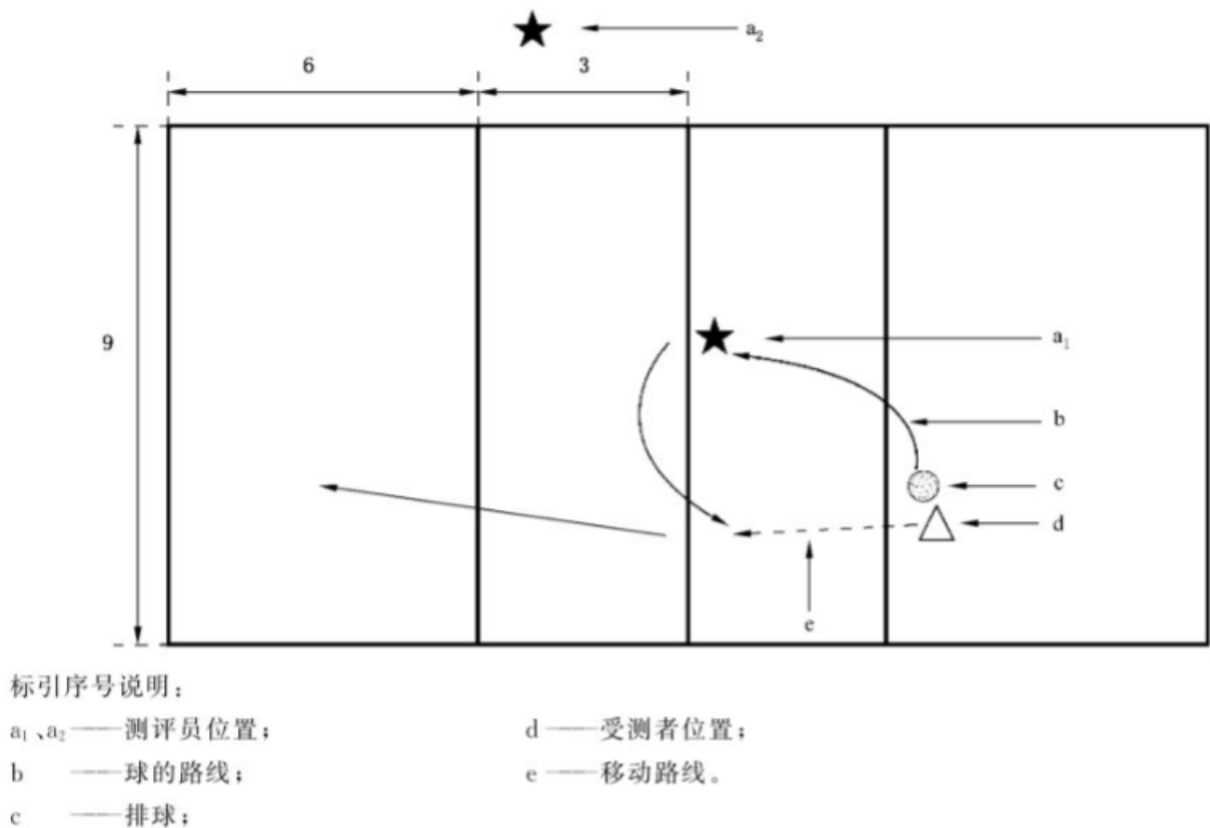 a₂
6
3
9
a₁
b
c
d
e
标引序号说明：
a₁、a₂——测评员位置；
d——受测者位置；
b——球的路线；
e——移动路线。
c——排球；